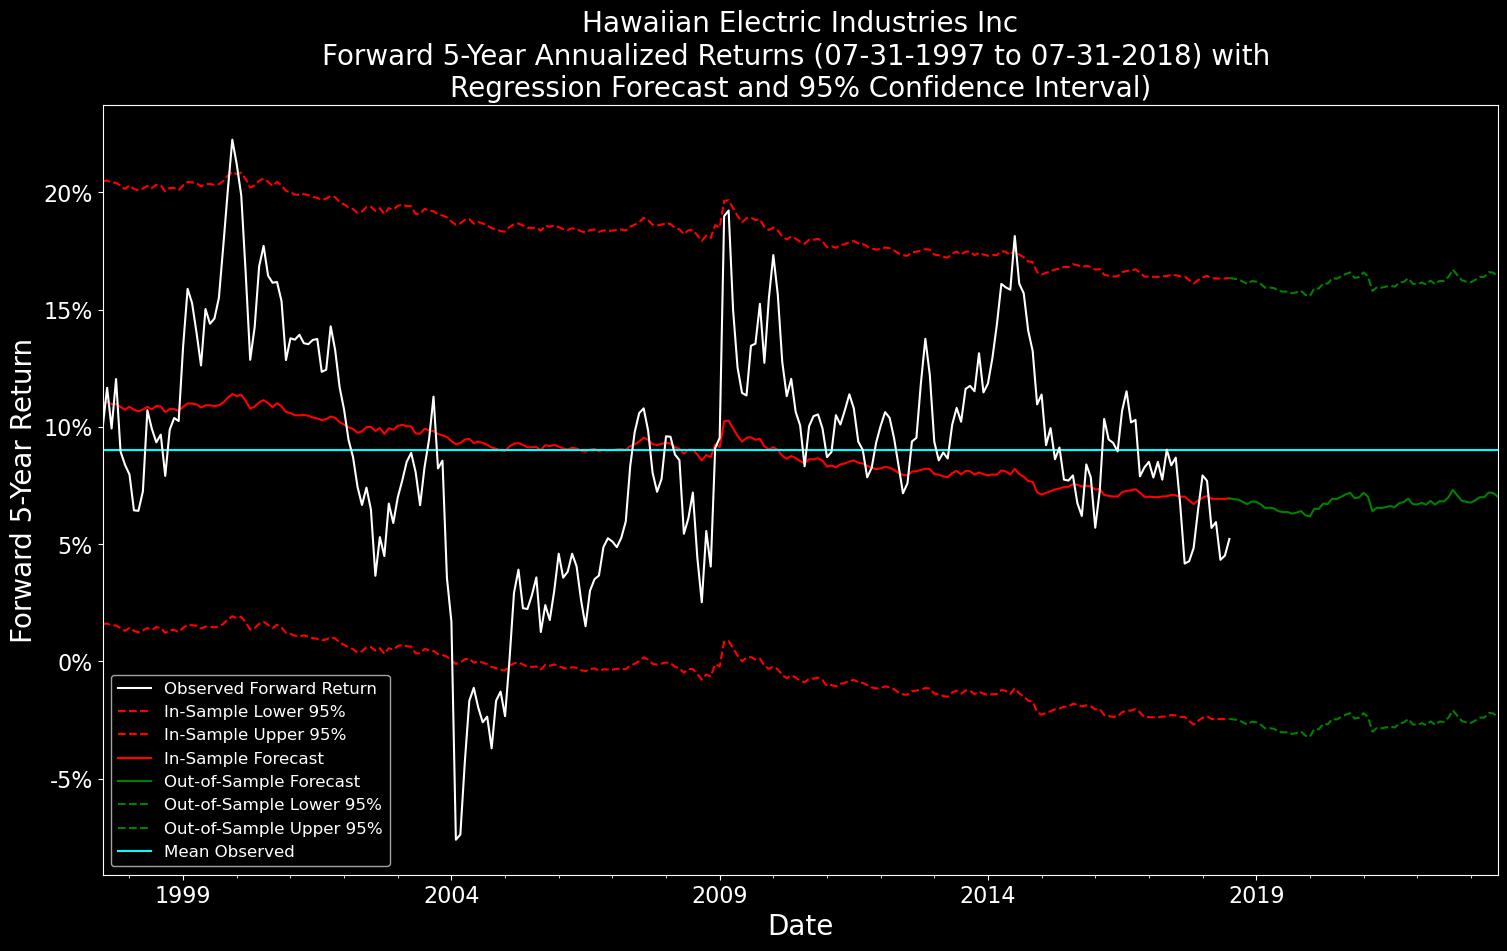 Hawaiian Electric Industries Inc
Forward 5-Year Annualized Returns (07-31-1997 to 07-31-2018) with
Regression Forecast and 95% Confidence Interval)
Forward 5-Year Return
20%
15%
10%
5%
0%
-5%
Observed Forward Return
In-Sample Lower 95%
In-Sample Upper 95%
In-Sample Forecast
Out-of-Sample Forecast
Out-of-Sample Lower 95%
Out-of-Sample Upper 95%
Mean Observed
1999
2004
2009
2014
2019
Date